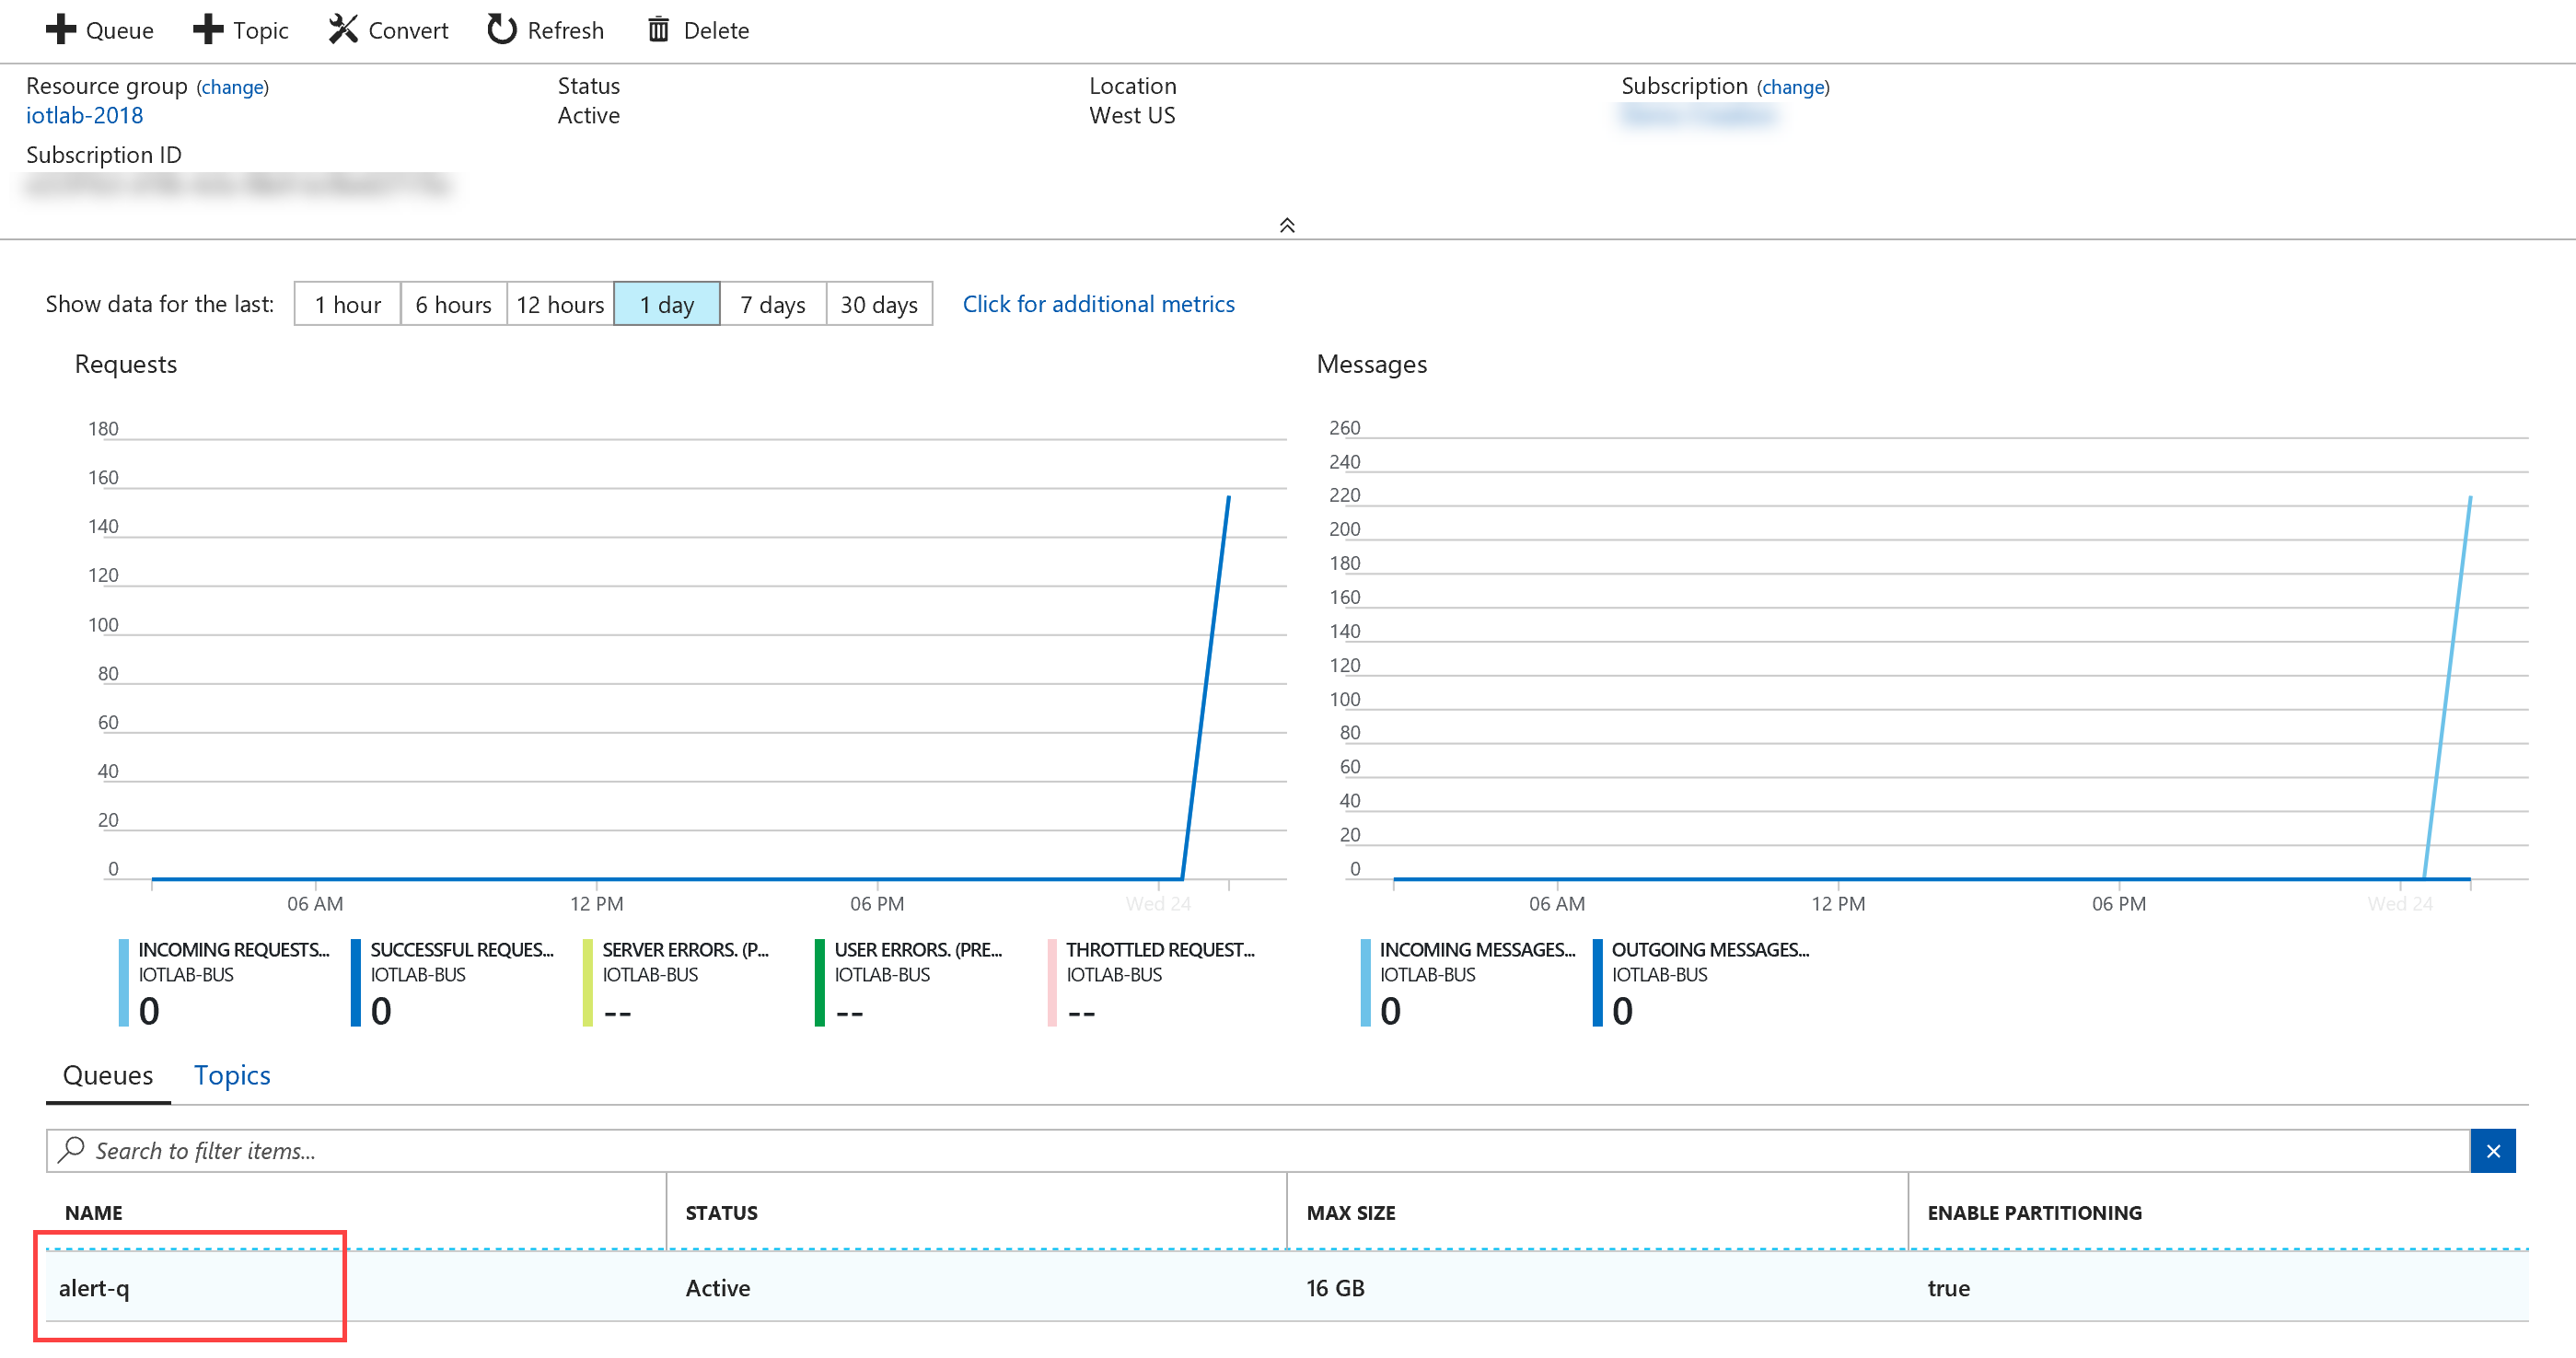 Queue Topic Convert Refresh Delete
Resource group (change) Status Location Subscription (change)
iotlab-2018 Active West US
Subscription ID
Show data for the last: 1 hour 6 hours 12 hours 1 day 7 days 30 days Click for additional metrics
Requests
180
160
140
120
100
80
60
40
20
0
06 AM 12 PM 06 PM Wed 24
INCOMING REQUESTS... SUCCESSFUL REQUES... SERVER ERRORS. (P... USER ERRORS. (PRE... THROTTLED REQUEST...
IOTLAB-BUS IOTLAB-BUS IOTLAB-BUS IOTLAB-BUS IOTLAB-BUS
0 0 -- -- --
Messages
260
240
220
200
180
160
140
120
100
80
60
40
20
0
06 AM 12 PM 06 PM Wed 24
INCOMING MESSAGES... OUTGOING MESSAGES...
IOTLAB-BUS IOTLAB-BUS
0 0
Queues Topics
Search to filter items...
NAME STATUS MAX SIZE ENABLE PARTITIONING
alert-q Active 16 GB true